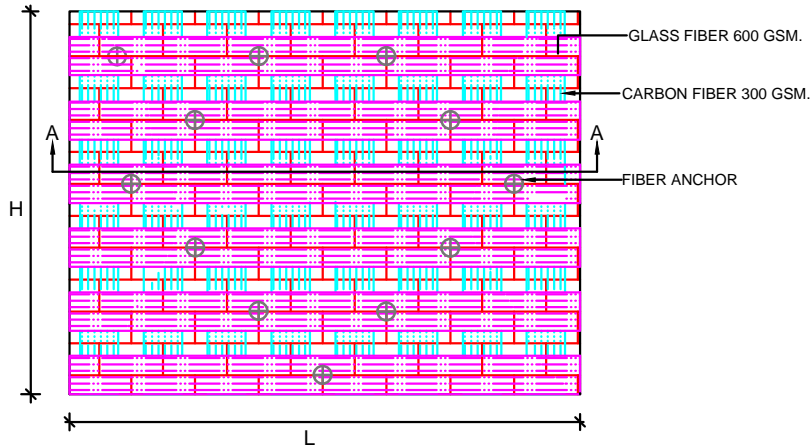 GLASS FIBER 600 GSM.
CARBON FIBER 300 GSM.
A
A
FIBER ANCHOR
H
L